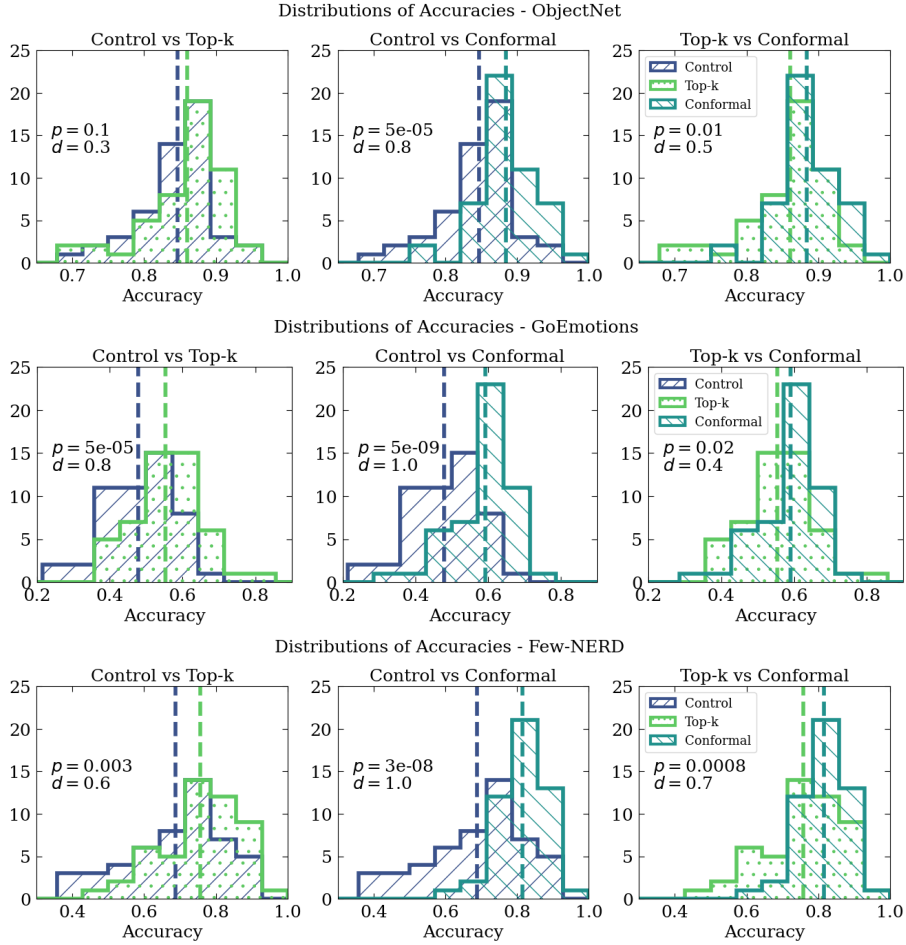 Distributions of Accuracies - ObjectNet
Control vs Top-k
Control vs Conformal
Top-k vs Conformal
25
20
15
10
5
0
p = 0.1
d = 0.3
0.7 0.8 0.9 1.0
Accuracy
25
20
15
10
5
0
p = 5e-05
d = 0.8
0.7 0.8 0.9 1.0
Accuracy
25
20
15
10
5
0
Control
Top-k
Conformal
p = 0.01
d = 0.5
0.7 0.8 0.9 1.0
Accuracy
Distributions of Accuracies - GoEmotions
Control vs Top-k
Control vs Conformal
Top-k vs Conformal
25
20
15
10
5
0
p = 5e-05
d = 0.8
0.2 0.4 0.6 0.8
Accuracy
25
20
15
10
5
0
p = 5e-09
d = 1.0
0.2 0.4 0.6 0.8
Accuracy
25
20
15
10
5
0
Control
Top-k
Conformal
p = 0.02
d = 0.4
0.2 0.4 0.6 0.8
Accuracy
Distributions of Accuracies - Few-NERD
Control vs Top-k
Control vs Conformal
Top-k vs Conformal
25
20
15
10
5
0
p = 0.003
d = 0.6
0.4 0.6 0.8 1.0
Accuracy
25
20
15
10
5
0
p = 3e-08
d = 1.0
0.4 0.6 0.8 1.0
Accuracy
25
20
15
10
5
0
Control
Top-k
Conformal
p = 0.0008
d = 0.7
0.4 0.6 0.8 1.0
Accuracy